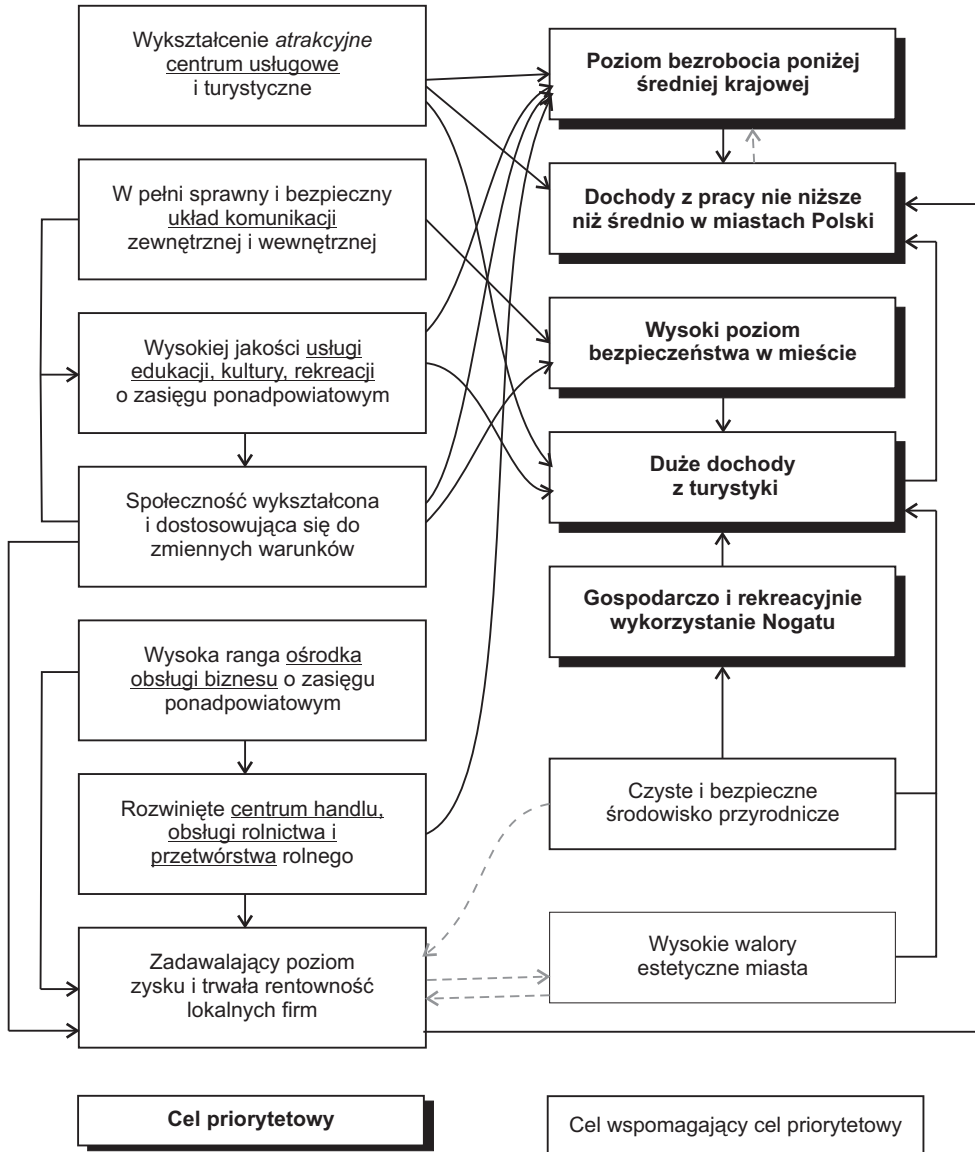 Wykształcenie atrakcyjne
centrum usługowe
i turystyczne
W pełni sprawny i bezpieczny
układ komunikacji
zewnętrznej i wewnętrznej
Wysokiej jakości usługi
edukacji, kultury, rekreacji
o zasięgu ponadpowiatowym
Społeczność wykształcona
i dostosowująca się do
zmiennych warunków
Wysoka ranga ośrodka
obsługi biznesu o zasięgu
ponadpowiatowym
Rozwinięte centrum handlu,
obsługi rolnictwa i
przetwórstwa rolnego
Zadawalający poziom
zysku i trwała rentowność
lokalnych firm
Poziom bezrobocia poniżej
średniej krajowej
Dochody z pracy nie niższe
niż średnio w miastach Polski
Wysoki poziom
bezpieczeństwa w mieście
Duże dochody
z turystyki
Gospodarczo i rekreacyjnie
wykorzystanie Nogatu
Czyste i bezpieczne
środowisko przyrodnicze
Wysokie walory
estetyczne miasta
Cel priorytetowy
Cel wspomagający cel priorytetowy